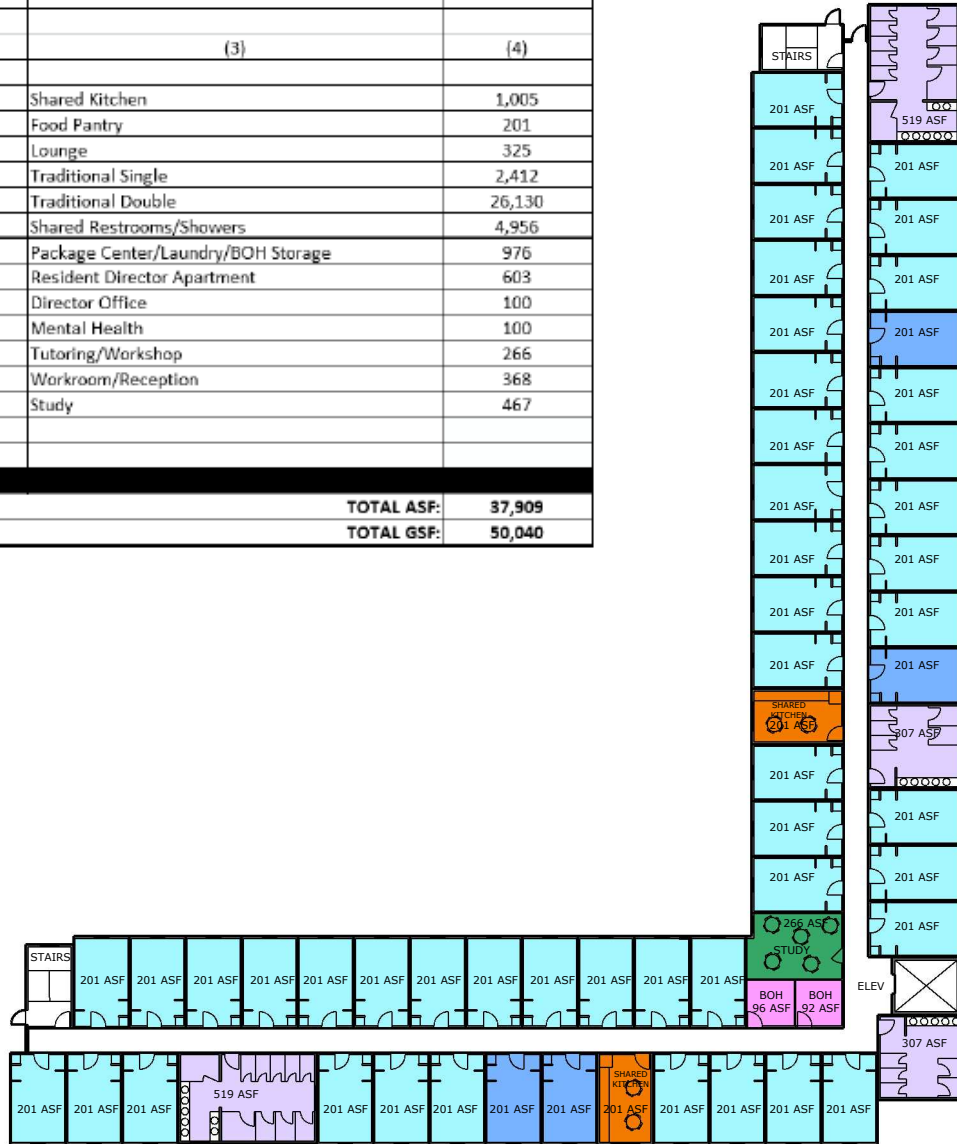 (3) (4)
Shared Kitchen 1,005
Food Pantry 201
Lounge 325
Traditional Single 2,412
Traditional Double 26,130
Shared Restrooms/Showers 4,956
Package Center/Laundry/BOH Storage 976
Resident Director Apartment 603
Director Office 100
Mental Health 100
Tutoring/Workshop 266
Workroom/Reception 368
Study 467
TOTAL ASF: 37,909
TOTAL GSF: 50,040
STAIRS
201 ASF
201 ASF
201 ASF
201 ASF
201 ASF
201 ASF
201 ASF
201 ASF
201 ASF
201 ASF
201 ASF
SHARED
KITCHEN
201 ASF
201 ASF
201 ASF
201 ASF
266 ASF
STUDY
519 ASF
201 ASF
201 ASF
201 ASF
201 ASF
201 ASF
201 ASF
201 ASF
201 ASF
201 ASF
201 ASF
307 ASF
201 ASF
201 ASF
201 ASF
ELEV
307 ASF
STAIRS
201 ASF 201 ASF 201 ASF 201 ASF 201 ASF 201 ASF 201 ASF 201 ASF 201 ASF 201 ASF 201 ASF 201 ASF
BOH
96 ASF
BOH
92 ASF
201 ASF 201 ASF 201 ASF
519 ASF
201 ASF 201 ASF 201 ASF 201 ASF 201 ASF
SHARED
KITCHEN
201 ASF
201 ASF 201 ASF 201 ASF 201 ASF